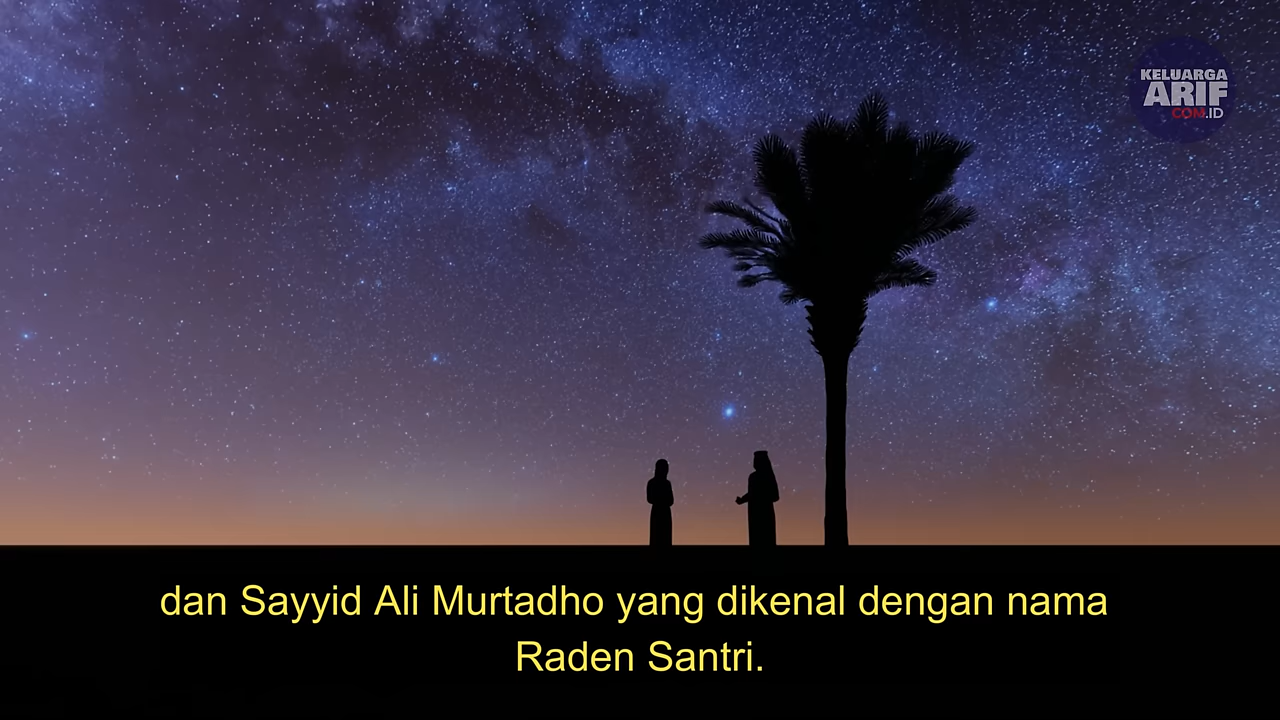 KELUARGA
ARIF
COM.ID
dan Sayyid Ali Murtadho yang dikenal dengan nama
Raden Santri.